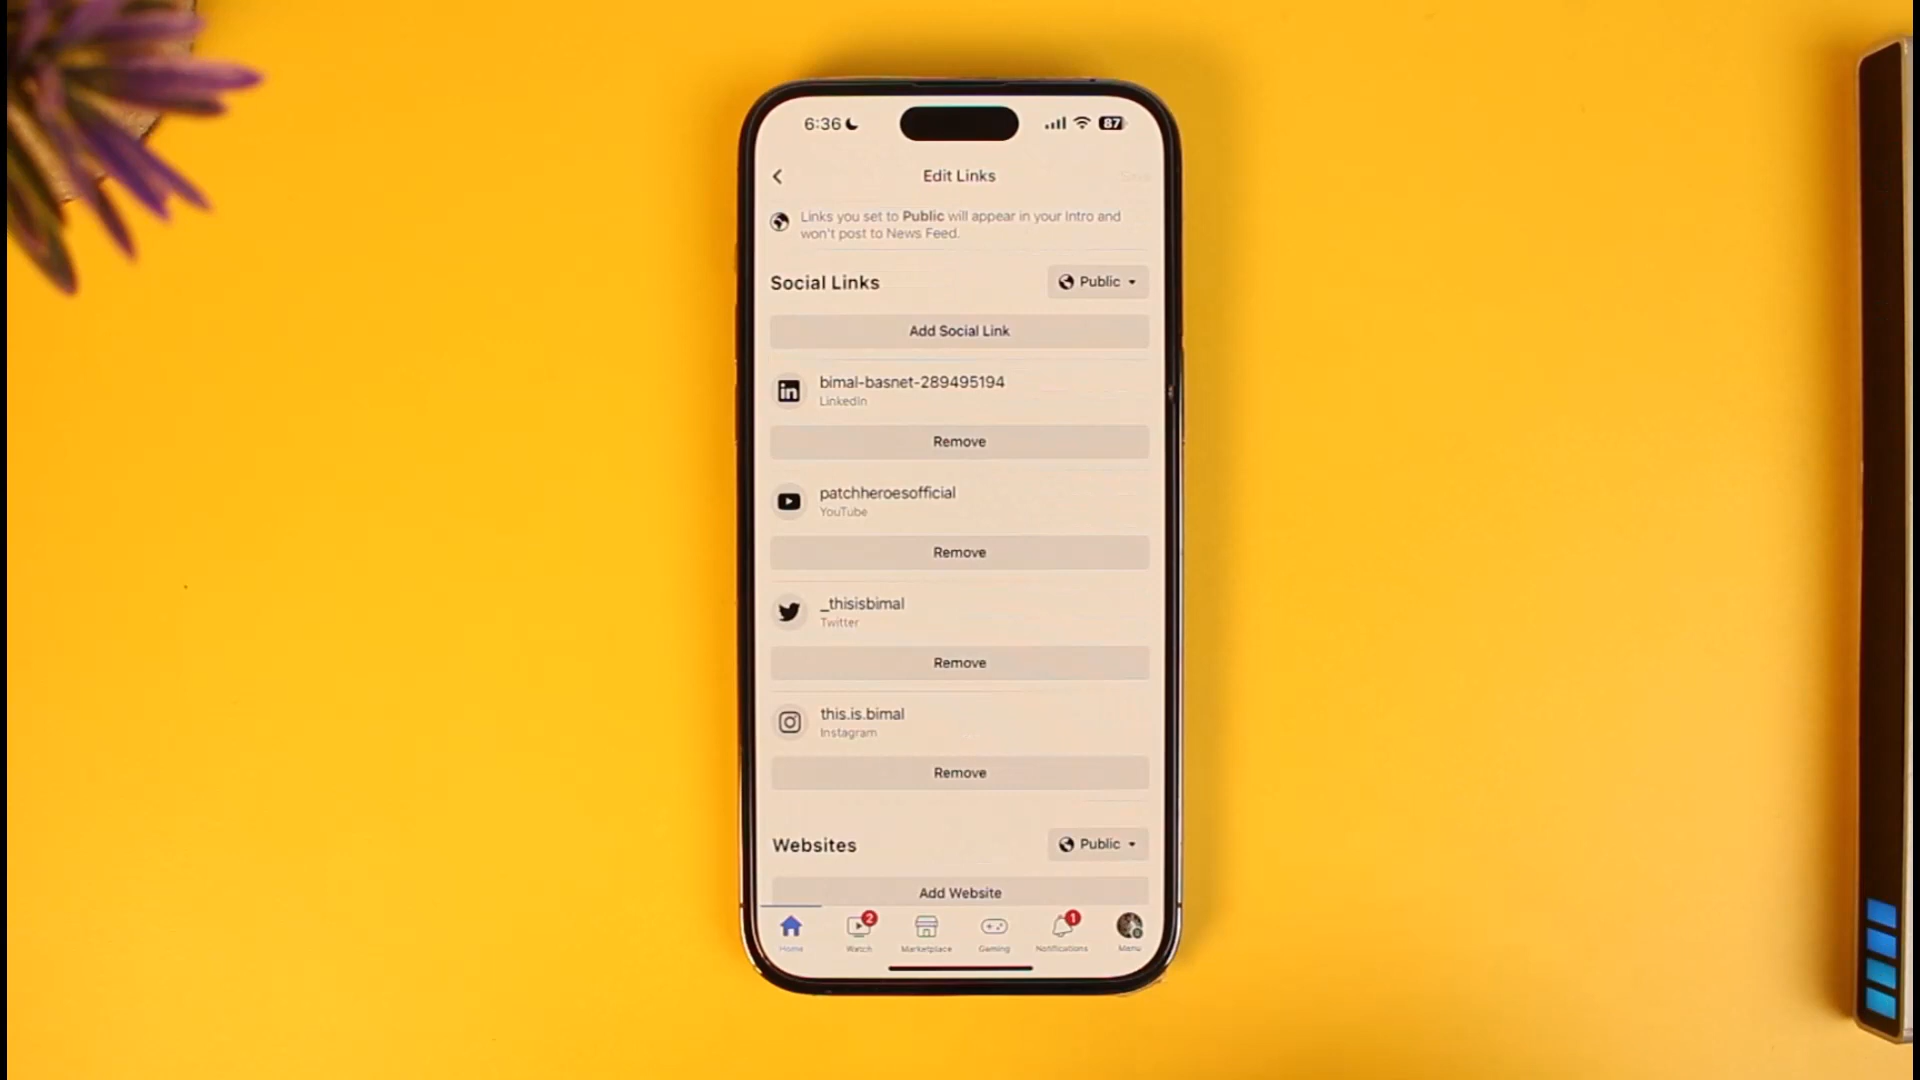 6:36
87
Edit Links
Save
Links you set to Public will appear in your Intro and
won't post to News Feed.
Social Links
Public
Add Social Link
bimal-basnet-289495194
LinkedIn
Remove
patchheroesofficial
YouTube
Remove
_thisisbimal
Twitter
Remove
this.is.bimal
Instagram
Remove
Websites
Public
Add Website
2
1
Home
Watch
Marketplace
Gaming
Notifications
Menu